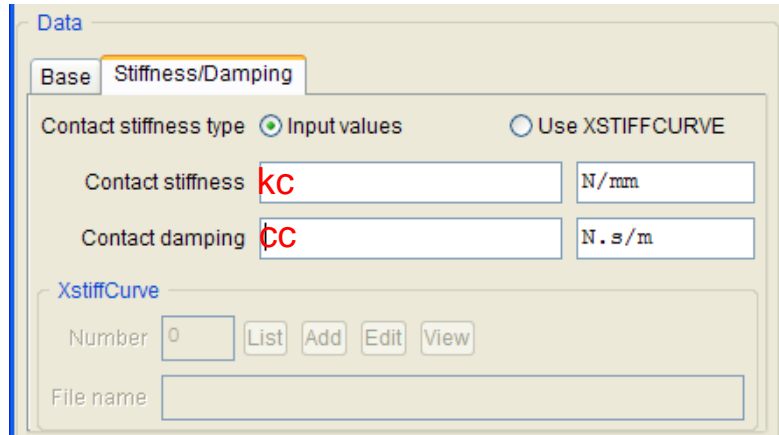 Data
Base Stiffness/Damping
Contact stiffness type Input values Use XSTIFFCURVE
Contact stiffness kc N/mm
Contact damping cc N.s/m
XstiffCurve
Number 0 List Add Edit View
File name